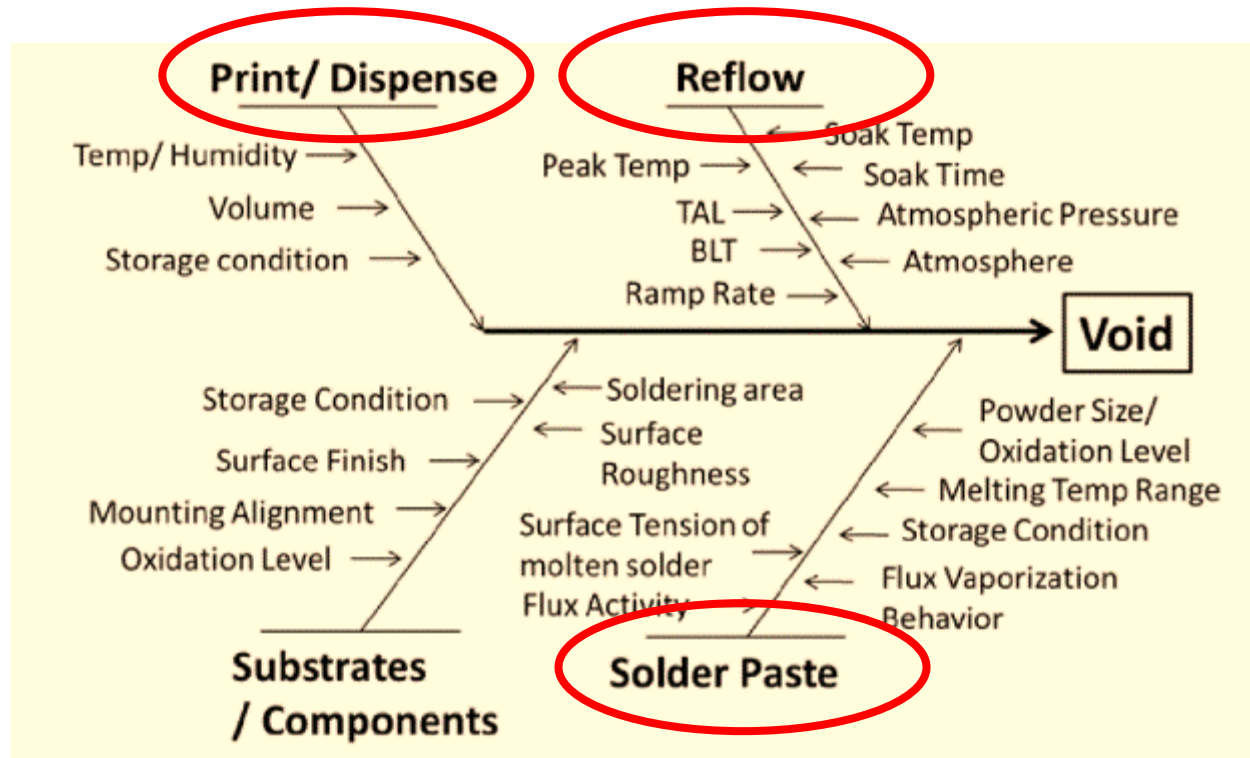 Print/ Dispense
Temp/ Humidity
Volume
Storage condition
Reflow
Soak Temp
Peak Temp
Soak Time
TAL
Atmospheric Pressure
BLT
Atmosphere
Ramp Rate
Void
Storage Condition
Soldering area
Surface
Roughness
Surface Finish
Mounting Alignment
Oxidation Level
Substrates
/ Components
Powder Size/
Oxidation Level
Melting Temp Range
Surface Tension of
molten solder
Storage Condition
Flux Activity
Flux Vaporization
Behavior
Solder Paste